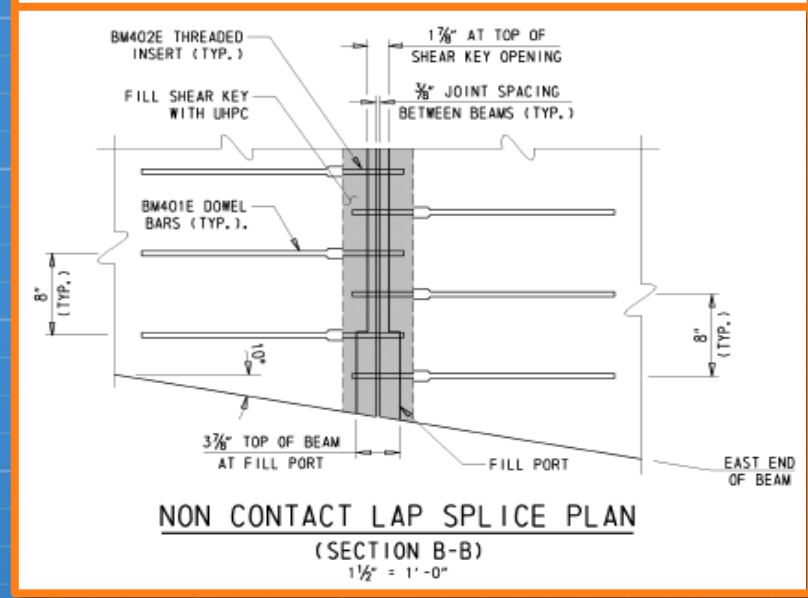 BM402E THREADED
INSERT (TYP.)
1⅞" AT TOP OF
SHEAR KEY OPENING
FILL SHEAR KEY
WITH UHPC
⅜" JOINT SPACING
BETWEEN BEAMS (TYP.)
BM401E DOWEL
BARS (TYP.).
8"
(TYP.)
8"
(TYP.)
10°
3⅞" TOP OF BEAM
AT FILL PORT
FILL PORT
EAST END
OF BEAM
NON CONTACT LAP SPLICE PLAN
(SECTION B-B)
1½" = 1'-0"